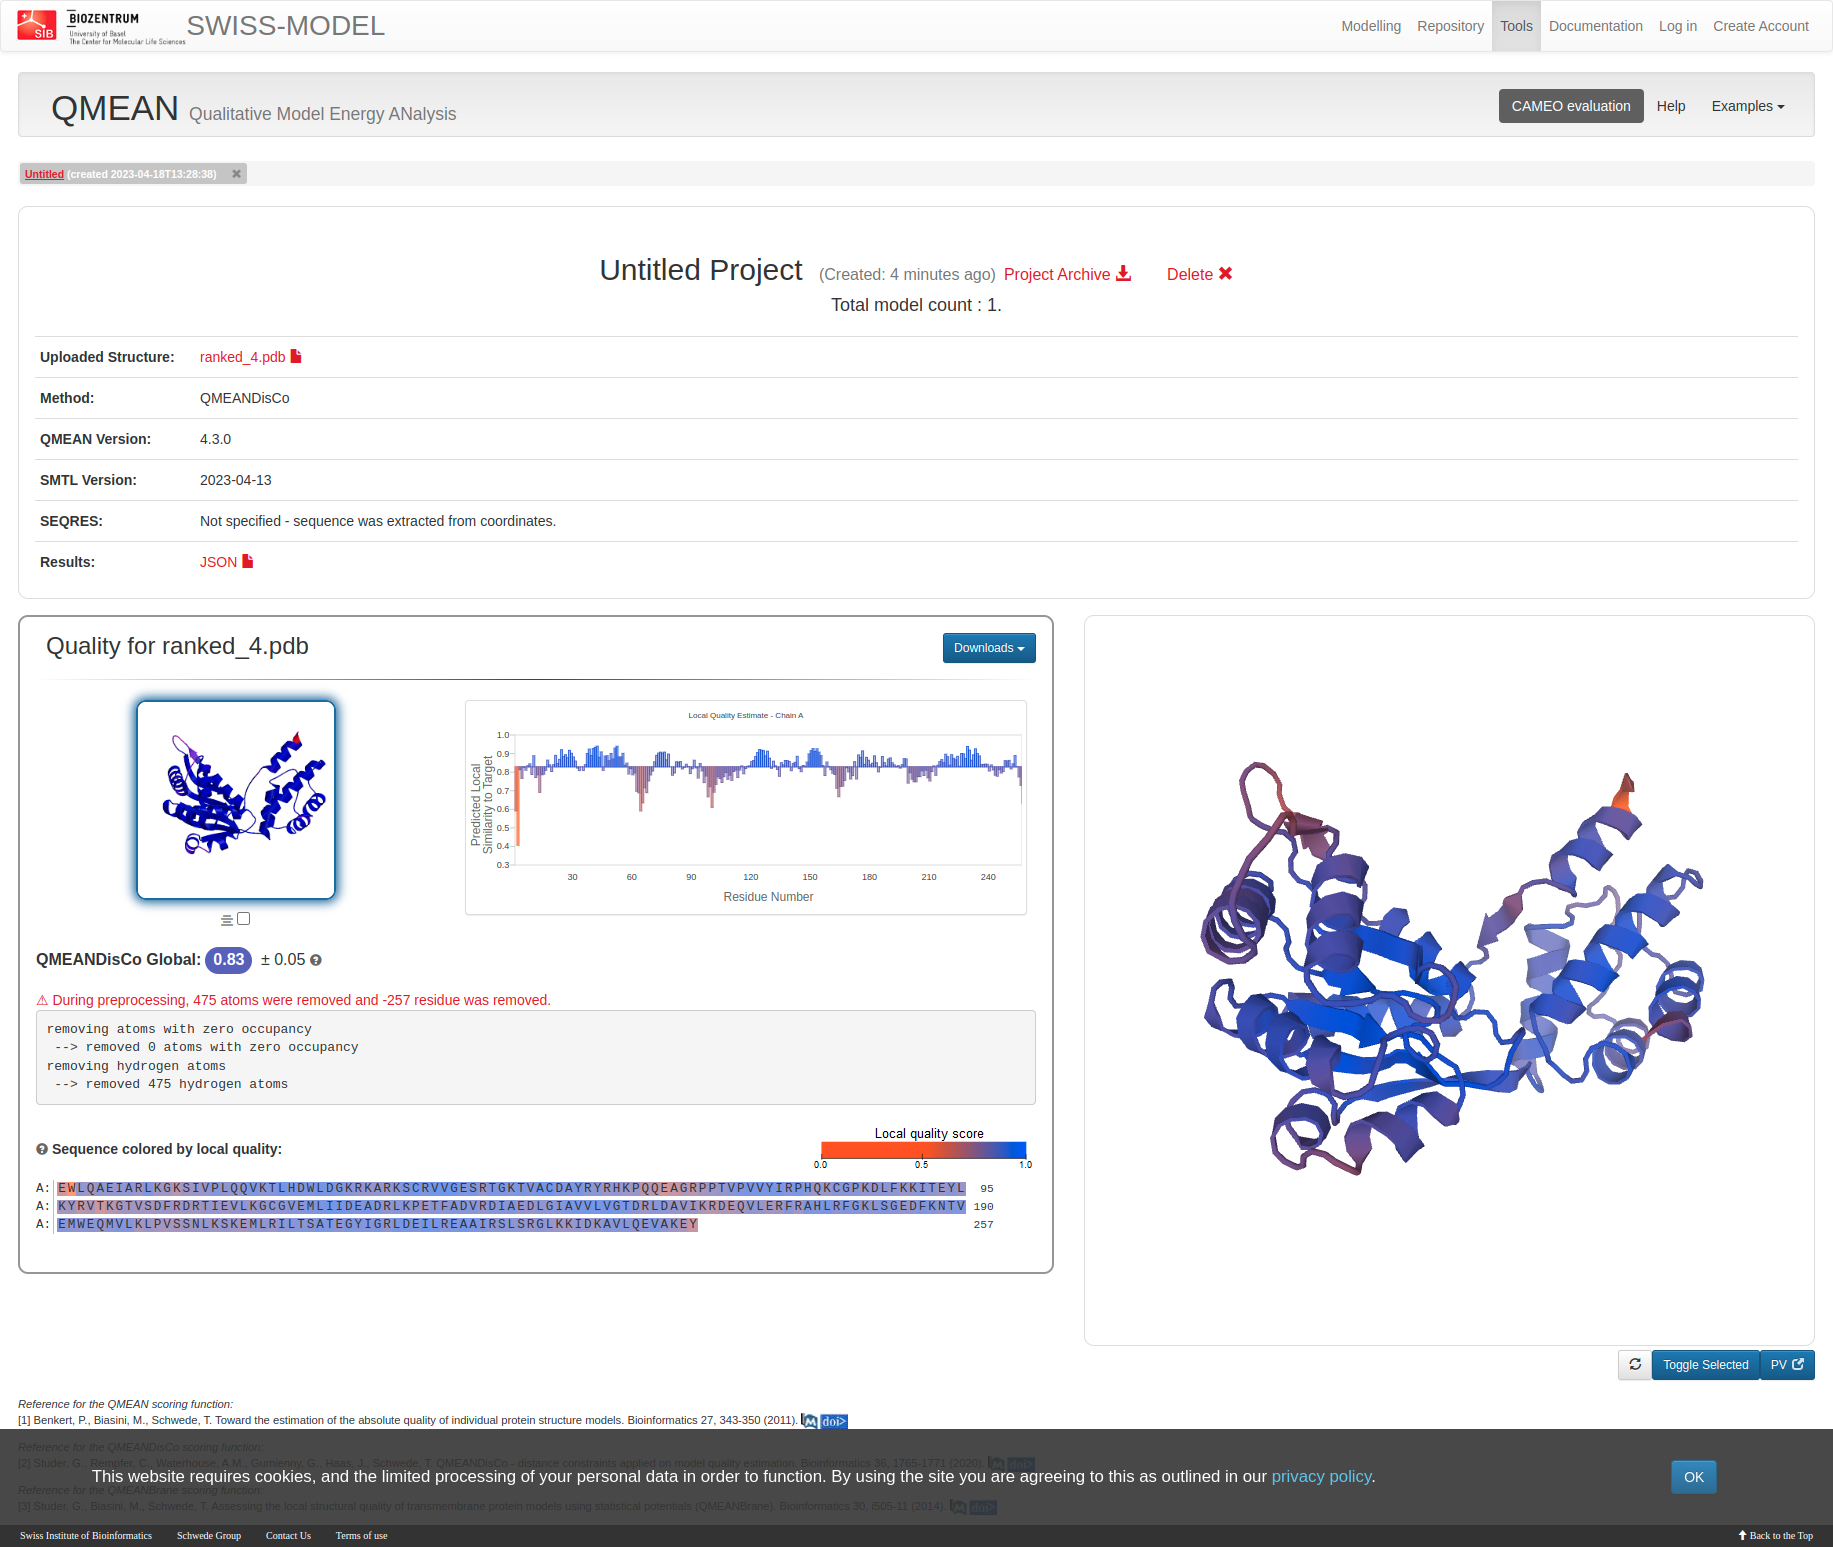 SIB
BIOZENTRUM
University of Basel
The Center for Molecular Life Sciences
SWISS-MODEL
Modelling Repository Tools Documentation Log in Create Account
QMEAN Qualitative Model Energy ANalysis
CAMEO evaluation Help Examples
Untitled (created 2023-04-18T13:28:38) ✖
Untitled Project (Created: 4 minutes ago) Project Archive Delete ✖
Total model count : 1.
Uploaded Structure: ranked_4.pdb
Method: QMEANDisCo
QMEAN Version: 4.3.0
SMTL Version: 2023-04-13
SEQRES: Not specified - sequence was extracted from coordinates.
Results: JSON
Quality for ranked_4.pdb
Downloads
Local Quality Estimate - Chain A
Predicted Local
Similarity to Target
1.0
0.9
0.8
0.7
0.6
0.5
0.4
0.3
30 60 90 120 150 180 210 240
Residue Number
QMEANDisCo Global: 0.83 ± 0.05
⚠ During preprocessing, 475 atoms were removed and -257 residue was removed.
removing atoms with zero occupancy
--> removed 0 atoms with zero occupancy
removing hydrogen atoms
--> removed 475 hydrogen atoms
Sequence colored by local quality:
Local quality score
0.0 0.5 1.0
A: EWLQAEIARLKGKSIVPLQQVKTLHDWLDGKRKARKSCRVVGESRTGKTVACDAYRYRHKPQQEAGRPPTVPVVYIRPHQKCGPKDLFKKITEYL 95
A: KYRVTKGTVSDFRDRTIEVLKGCGVEMLIIDEADRLKPETFADVRDIAEDLGIAVVLVGTDRLDAVIKRDEQVLERFRAHLRFGKLSGEDFKNTV 190
A: EMWEQMVLKLPVSSNLKSKEMLRILTSATEGYIGRLDEILREAAIRSLSRGLKKIDKAVLQEVAKEY 257
Toggle Selected PV
Reference for the QMEAN scoring function:
[1] Benkert, P., Biasini, M., Schwede, T. Toward the estimation of the absolute quality of individual protein structure models. Bioinformatics 27, 343-350 (2011). M doi>
Reference for the QMEANDisCo scoring function:
[2] Studer, G., Rempfer, C., Waterhouse, A.M., Gumienny, G., Haas, J., Schwede, T. QMEANDisCo - distance constraints applied on model quality estimation. Bioinformatics 36, 1765-1771 (2020). M doi>
This website requires cookies, and the limited processing of your personal data in order to function. By using the site you are agreeing to this as outlined in our privacy policy.
OK
Reference for the QMEANBrane scoring function:
[3] Studer, G., Biasini, M., Schwede, T. Assessing the local structural quality of transmembrane protein models using statistical potentials (QMEANBrane). Bioinformatics 30, i505-11 (2014). M doi>
Swiss Institute of Bioinformatics Schwede Group Contact Us Terms of use
Back to the Top